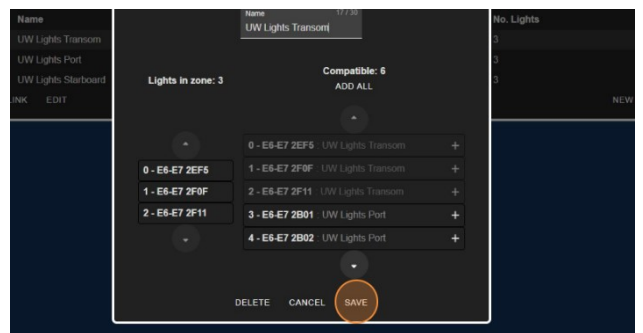 Name
UW Lights Transom
UW Lights Port
UW Lights Starboard
LINK EDIT
Name 17 / 30
UW Lights Transom
Lights in zone: 3
Compatible: 6
ADD ALL
0 - E6-E7 2EF5
1 - E6-E7 2F0F
2 - E6-E7 2F11
0 - E6-E7 2EF5 : UW Lights Transom +
1 - E6-E7 2F0F : UW Lights Transom +
2 - E6-E7 2F11 : UW Lights Transom +
3 - E6-E7 2B01 : UW Lights Port +
4 - E6-E7 2B02 : UW Lights Port +
DELETE CANCEL SAVE
No. Lights
3
3
3
NEW